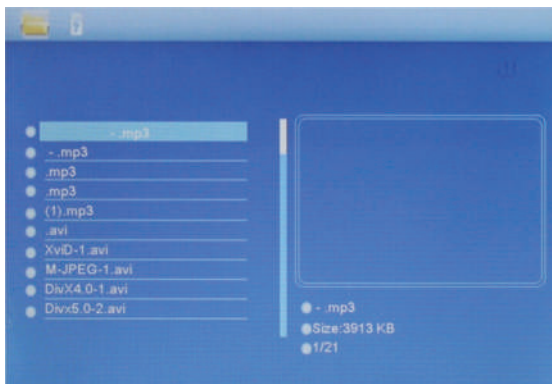 - .mp3
- .mp3
.mp3
.mp3
(1).mp3
.avi
XviD-1.avi
M-JPEG-1.avi
DivX4.0-1.avi
Divx5.0-2.avi
- .mp3
Size:3913 KB
1/21